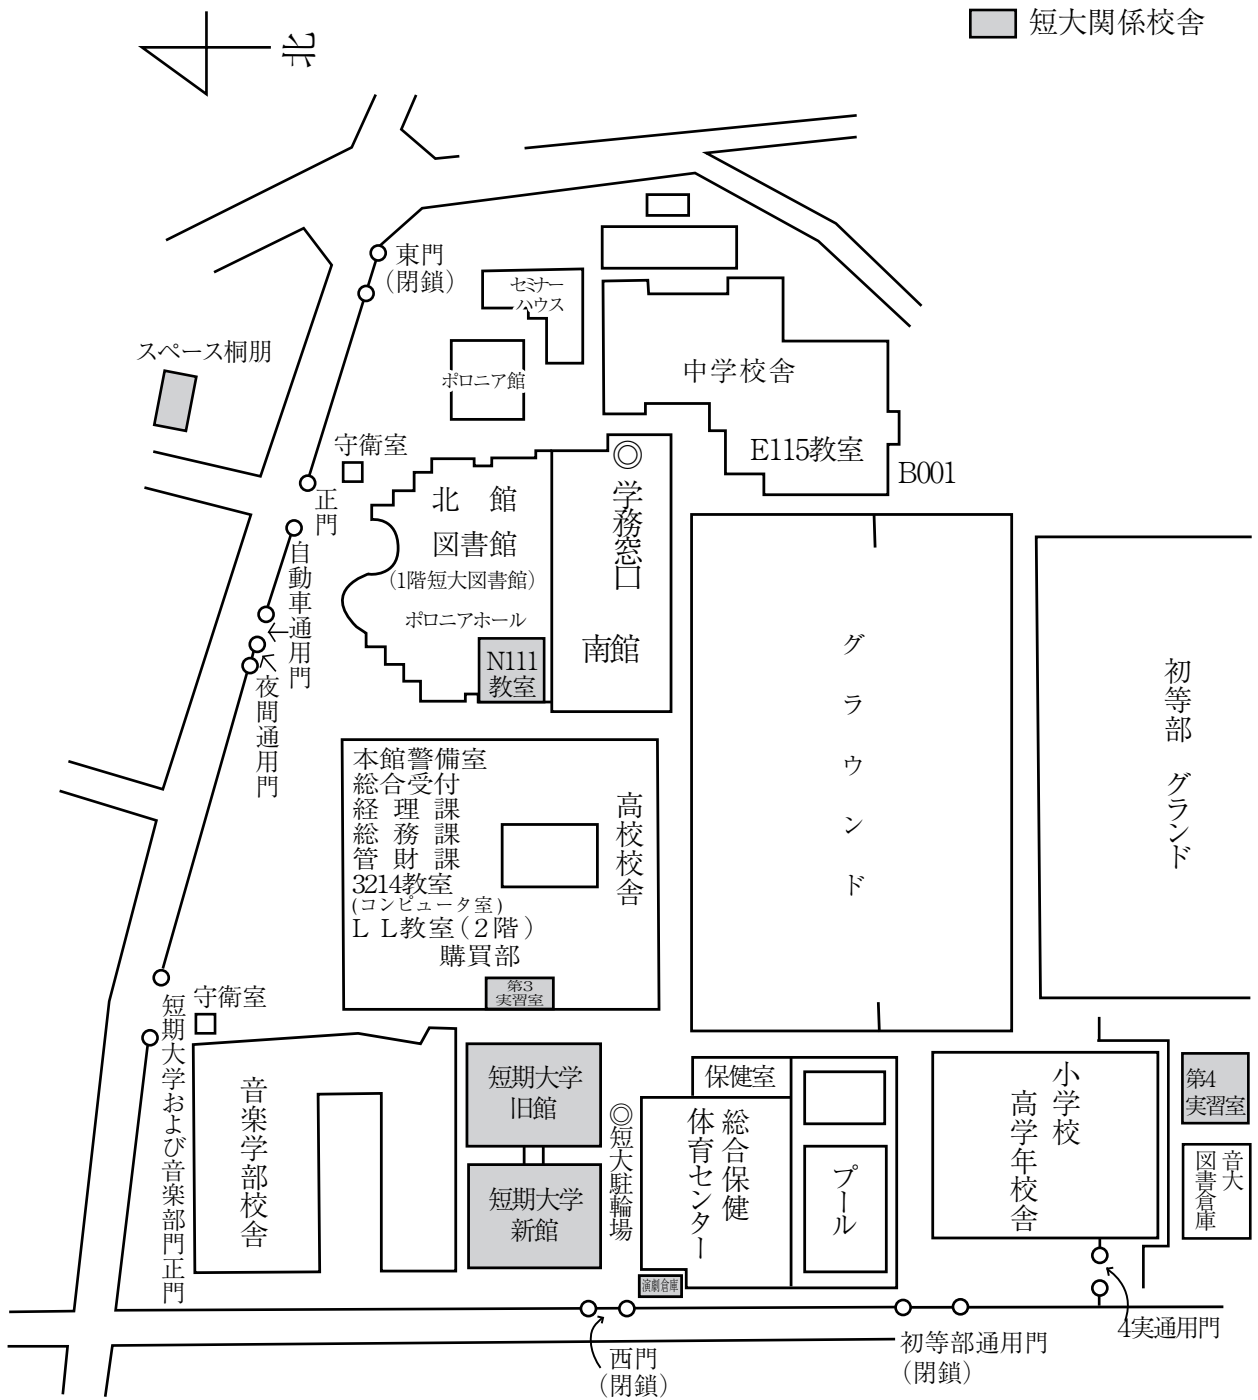 短大関係校舎
北
東門
(閉鎖)
セミナー
ハウス
スペース桐朋
ポロニア館
中学校舎
E115教室
B001
守衛室
正門
北 館
図書館
(1階短大図書館)
ポロニアホール
N111
教室
◎学務窓口
南館
自動車通用門
夜間通用門
グラウンド
初等部 グランド
本館警備室
総合受付
経 理 課
総 務 課
管 財 課
3214教室
(コンピュータ室)
L L教室(2階)
購買部
高校校舎
第3
実習室
守衛室
短期大学および音楽部門正門
音楽学部校舎
短期大学
旧館
短期大学
新館
◎短大駐輪場
保健室
総合保健
体育センター
プール
演劇倉庫
小学校
高学年校舎
第4
実習室
音大
図書倉庫
西門
(閉鎖)
初等部通用門
(閉鎖)
4実通用門